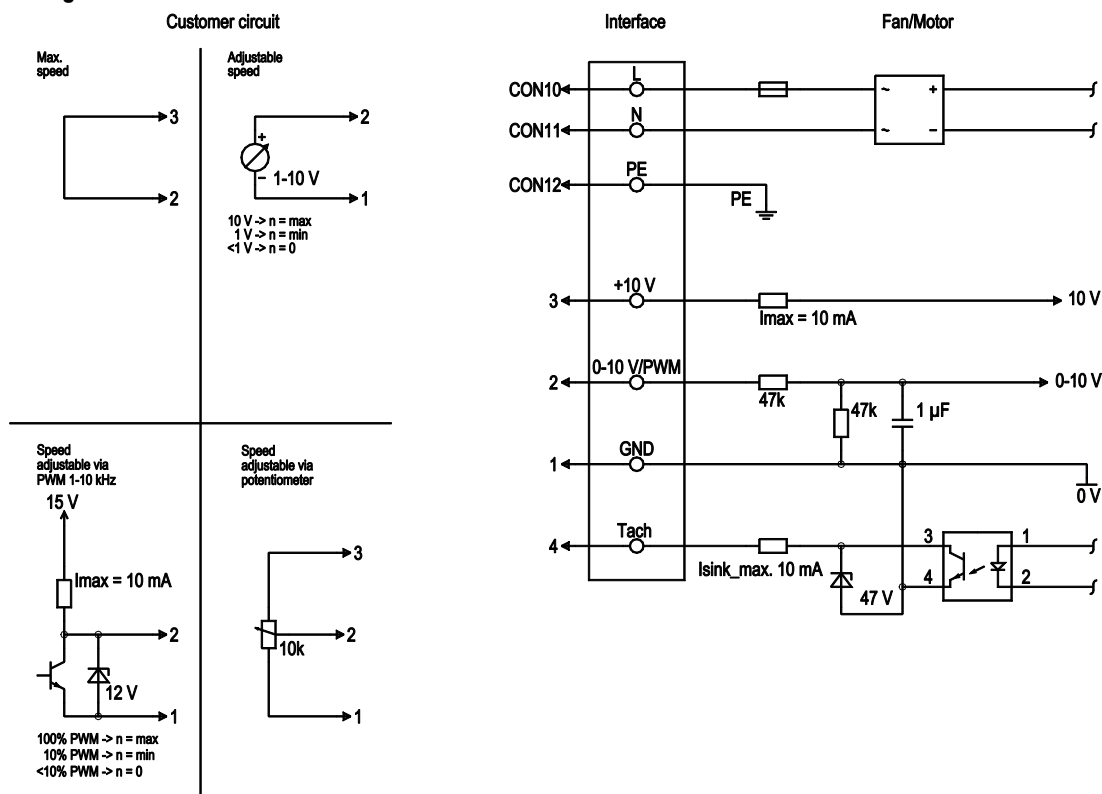 Customer circuit
Interface
Fan/Motor
Max.
speed
3
2
Adjustable
speed
2
+
– 1-10 V
1
10 V -> n = max
1 V -> n = min
<1 V -> n = 0
Speed
adjustable via
PWM 1-10 kHz
15 V
Imax = 10 mA
2
12 V
1
100% PWM -> n = max
10% PWM -> n = min
<10% PWM -> n = 0
Speed
adjustable via
potentiometer
3
2
10k
1
L
CON10
~ +
N
CON11
~ –
PE
CON12
PE
+10 V
3
10 V
Imax = 10 mA
0-10 V/PWM
2
0-10 V
47k
47k
1 µF
GND
1
0 V
Tach
4
3
1
Isink_max. 10 mA
47 V
4
2